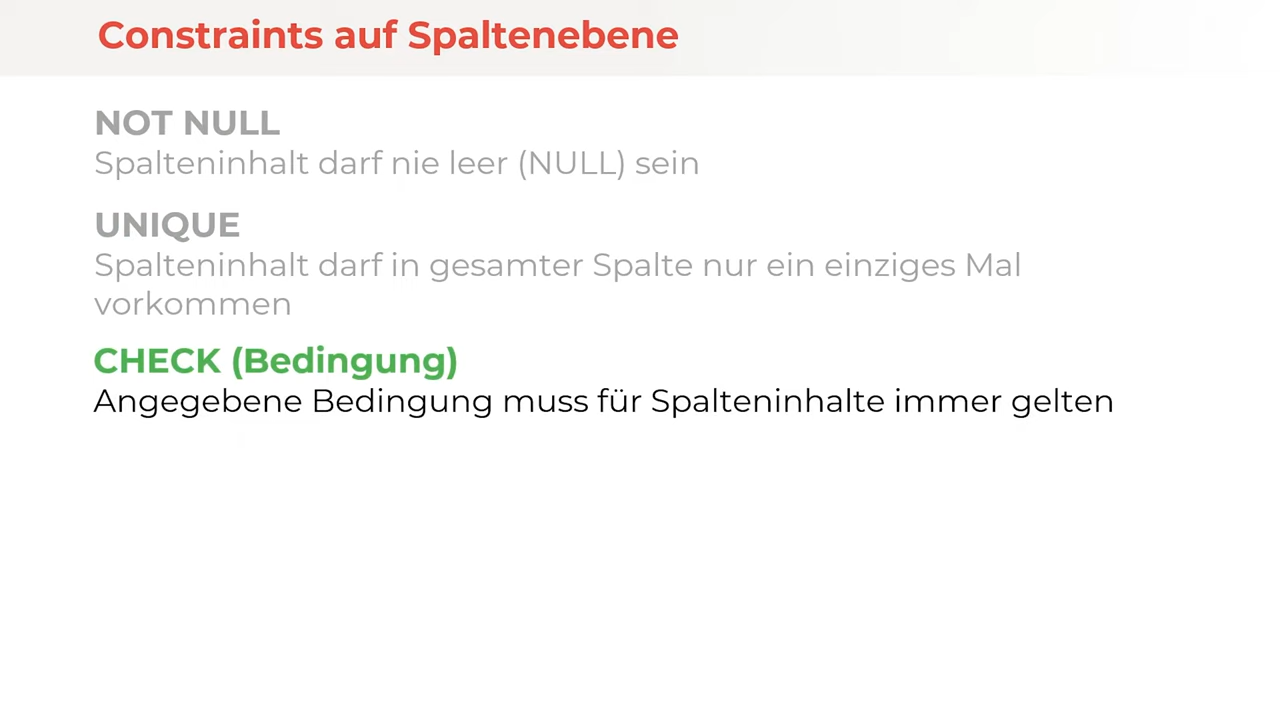 Constraints auf Spaltenebene
NOT NULL
Spalteninhalt darf nie leer (NULL) sein
UNIQUE
Spalteninhalt darf in gesamter Spalte nur ein einziges Mal
vorkommen
CHECK (Bedingung)
Angegebene Bedingung muss für Spalteninhalte immer gelten